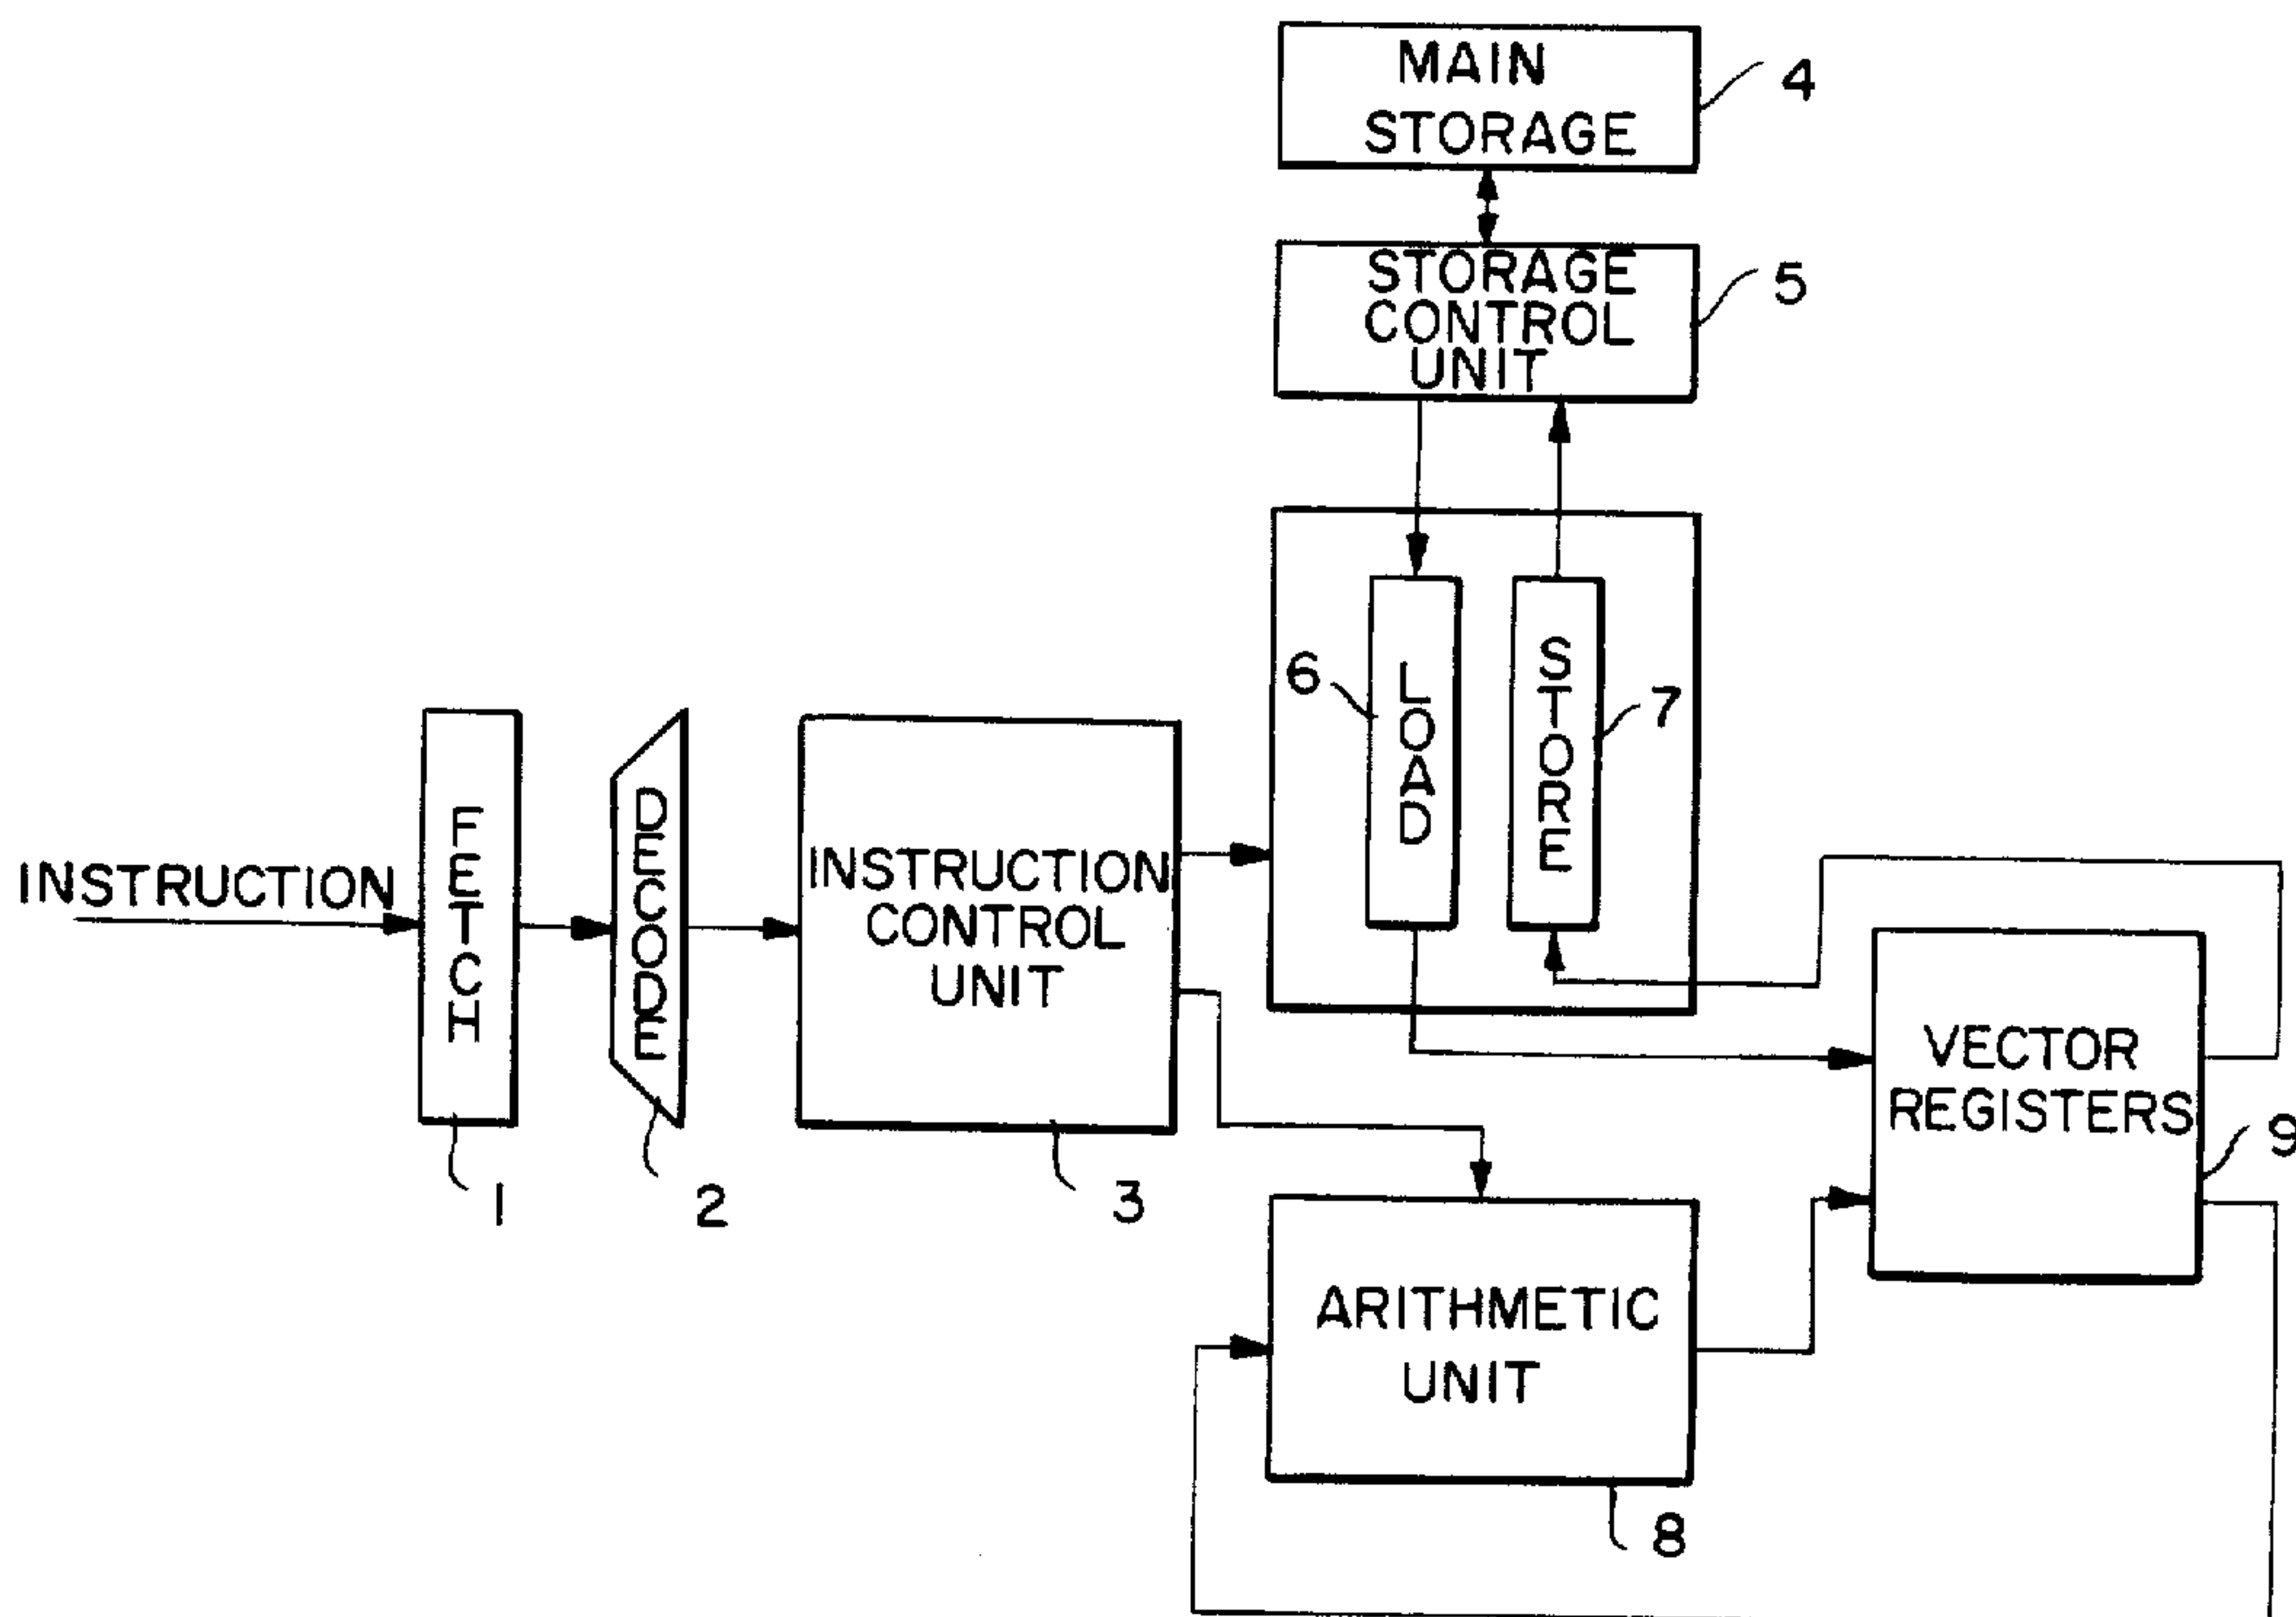 MAIN
STORAGE
4
STORAGE
CONTROL
UNIT
5
6
LOAD
STORE
7
INSTRUCTION
FETCH
1
DECODE
2
INSTRUCTION
CONTROL
UNIT
3
VECTOR
REGISTERS
9
ARITHMETIC
UNIT
8